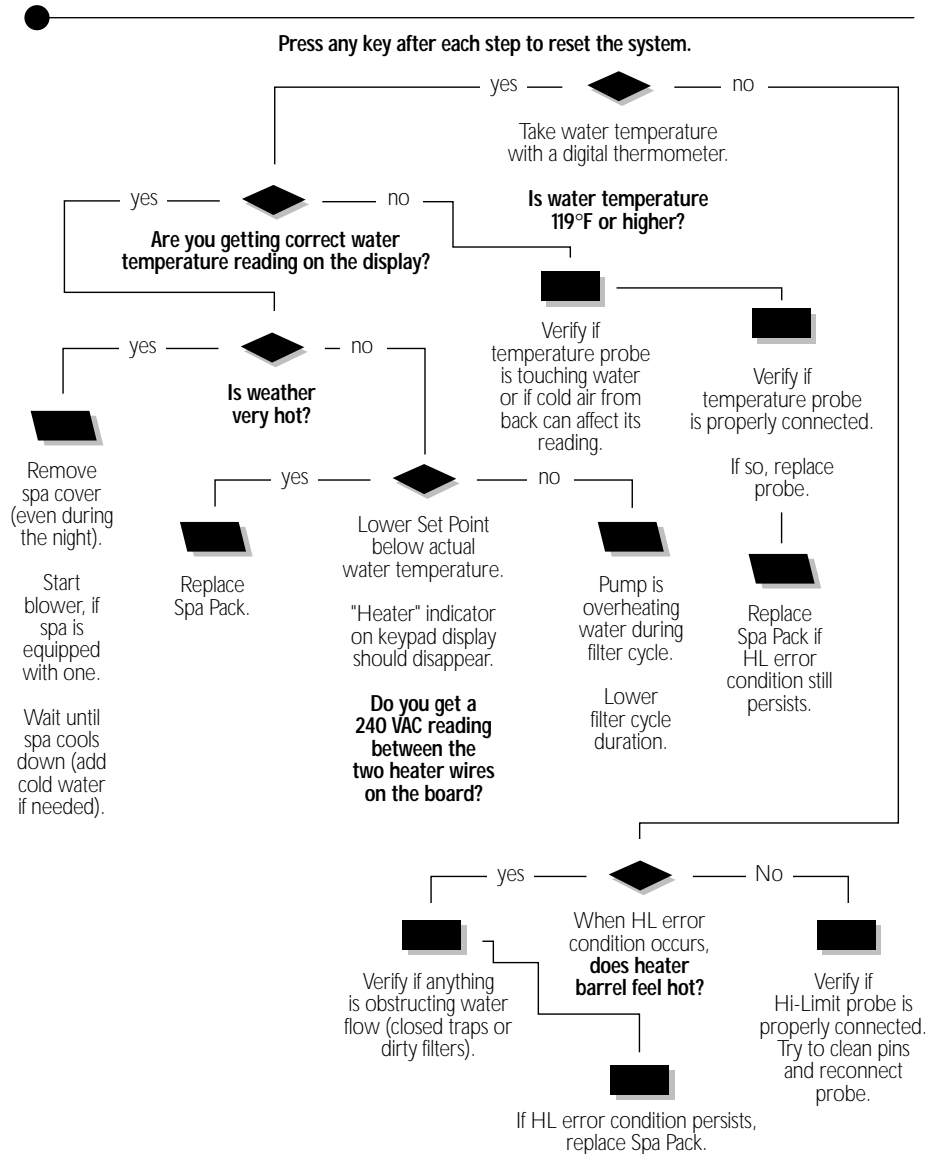 Press any key after each step to reset the system.
yes
no
Take water temperature
with a digital thermometer.
Is water temperature
119°F or higher?
yes
no
Are you getting correct water
temperature reading on the display?
Verify if
temperature probe
is touching water
or if cold air from
back can affect its
reading.
Verify if
temperature probe
is properly connected.
If so, replace
probe.
Replace
Spa Pack if
HL error
condition still
persists.
yes
no
Is weather
very hot?
Remove
spa cover
(even during
the night).
Start
blower, if
spa is
equipped
with one.
Wait until
spa cools
down (add
cold water
if needed).
yes
no
Lower Set Point
below actual
water temperature.
"Heater" indicator
on keypad display
should disappear.
Do you get a
240 VAC reading
between the
two heater wires
on the board?
Replace
Spa Pack.
Pump is
overheating
water during
filter cycle.
Lower
filter cycle
duration.
yes
No
When HL error
condition occurs,
does heater
barrel feel hot?
Verify if anything
is obstructing water
flow (closed traps or
dirty filters).
If HL error condition persists,
replace Spa Pack.
Verify if
Hi-Limit probe is
properly connected.
Try to clean pins
and reconnect
probe.